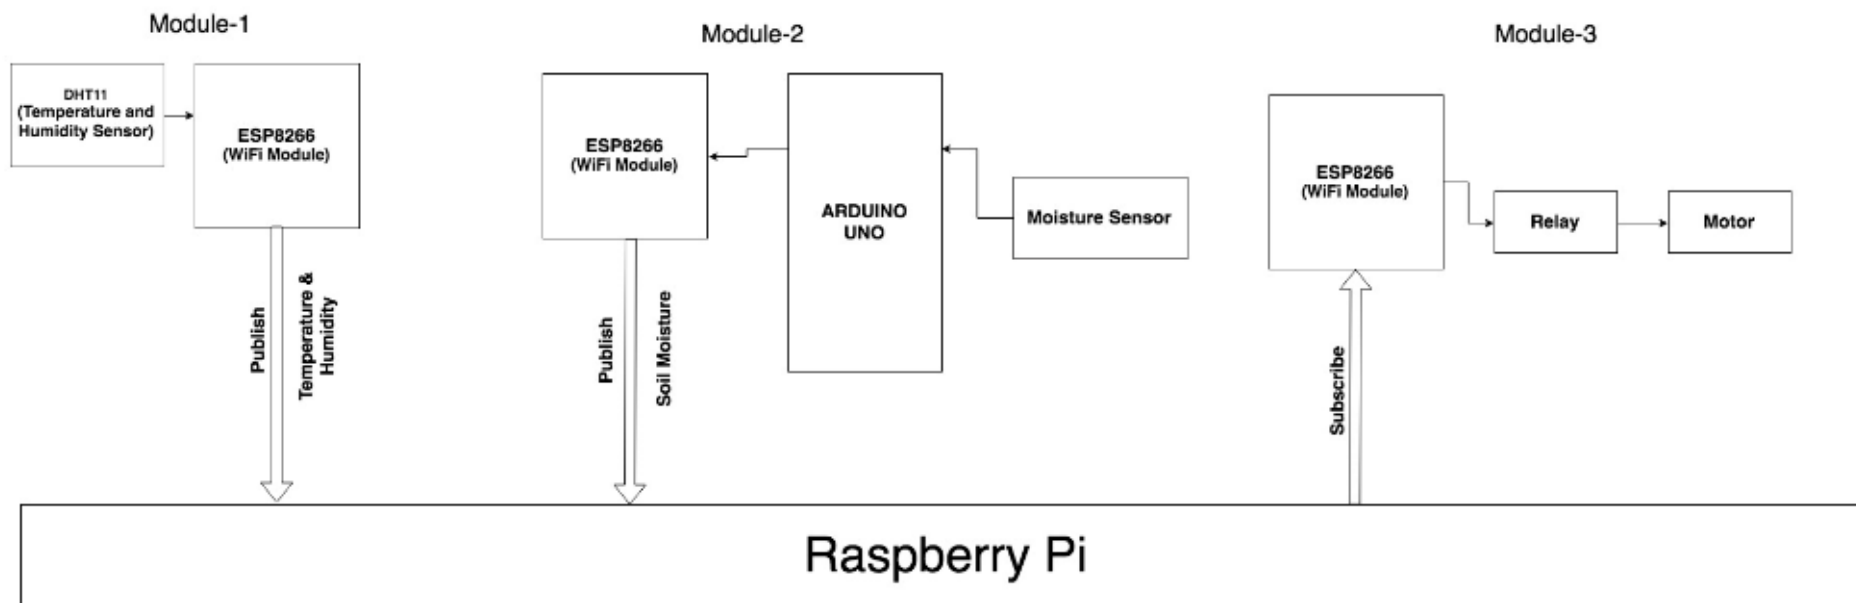 Module-1
DHT11
(Temperature and
Humidity Sensor)
ESP8266
(WiFi Module)
Publish
Temperature &
Humidity
Module-2
ESP8266
(WiFi Module)
ARDUINO
UNO
Moisture Sensor
Publish
Soil Moisture
Module-3
ESP8266
(WiFi Module)
Relay
Motor
Subscribe
Raspberry Pi